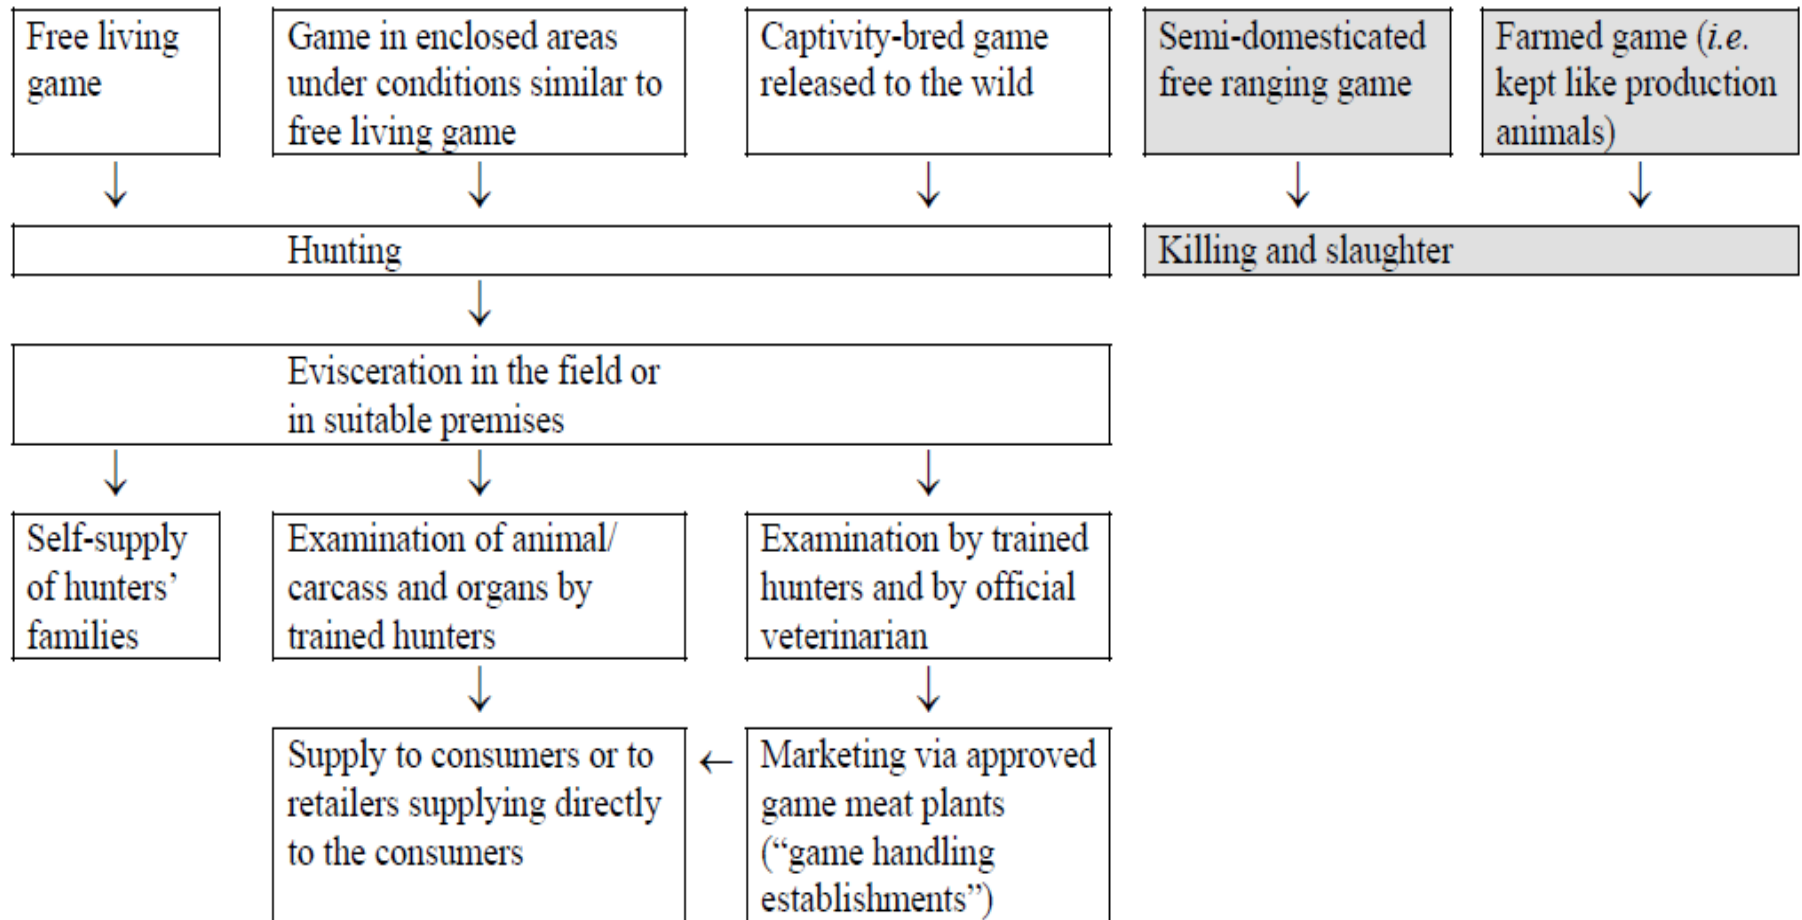 Free living
game
Game in enclosed areas
under conditions similar to
free living game
Captivity-bred game
released to the wild
Semi-domesticated
free ranging game
Farmed game (i.e.
kept like production
animals)
↓ ↓ ↓ ↓ ↓
Hunting
Killing and slaughter
↓
Evisceration in the field or
in suitable premises
↓ ↓ ↓
Self-supply
of hunters’
families
Examination of animal/
carcass and organs by
trained hunters
Examination by trained
hunters and by official
veterinarian
↓ ↓
Supply to consumers or to
retailers supplying directly
to the consumers
←
Marketing via approved
game meat plants
(“game handling
establishments”)